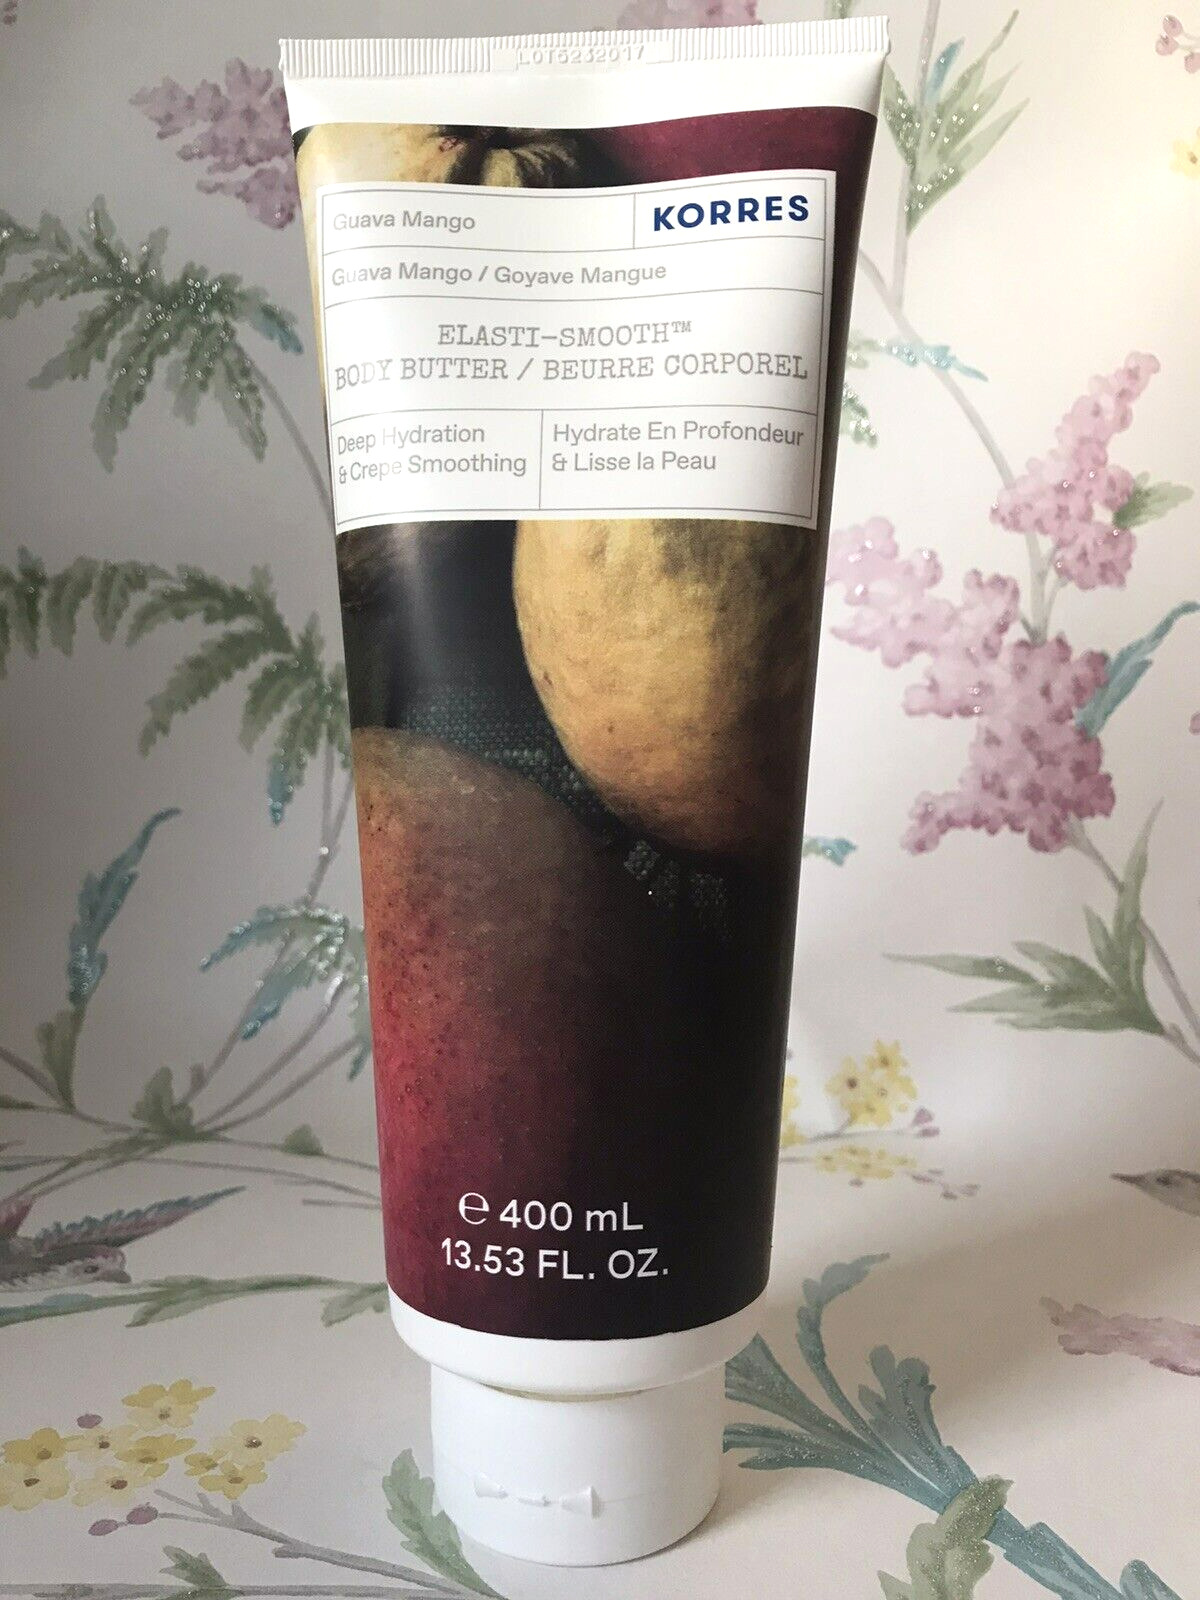 LOT6232017
Guava Mango
KORRES
Guava Mango / Goyave Mangue
ELASTI-SMOOTH™
BODY BUTTER / BEURRE CORPOREL
Deep Hydration
& Crepe Smoothing
Hydrate En Profondeur
& Lisse la Peau
℮ 400 mL
13.53 FL. OZ.